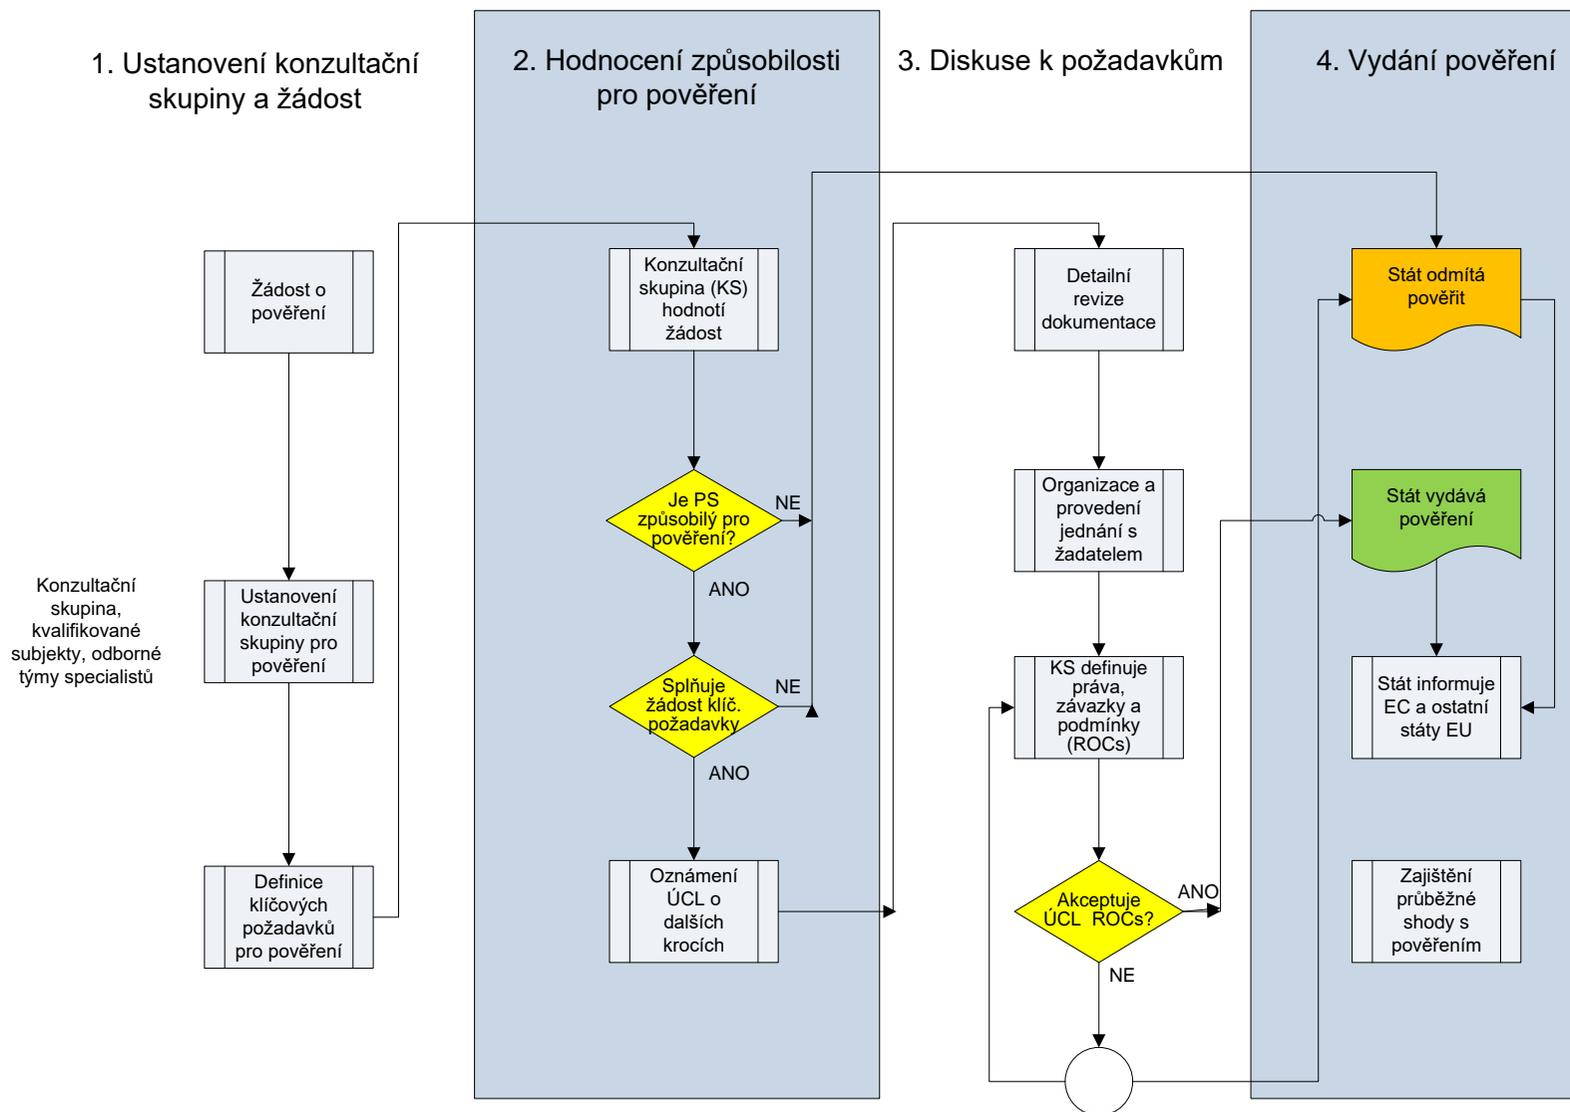 1. Ustanovení konzultační
skupiny a žádost
2. Hodnocení způsobilosti
pro pověření
3. Diskuse k požadavkům
4. Vydání pověření
Žádost o
pověření
Konzultační
skupina,
kvalifikované
subjekty, odborné
týmy specialistů
Ustanovení
konzultační
skupiny pro
pověření
Definice
klíčových
požadavků
pro pověření
Konzultační
skupina (KS)
hodnotí
žádost
Je PS
způsobilý pro
pověření?
NE
ANO
Splňuje
žádost klíč.
požadavky
NE
ANO
Oznámení
ÚCL o
dalších
krocích
Detailní
revize
dokumentace
Organizace a
provedení
jednání s
žadatelem
KS definuje
práva,
závazky a
podmínky
(ROCs)
Akceptuje
ÚCL ROCs?
ANO
NE
Stát odmítá
pověřit
Stát vydává
pověření
Stát informuje
EC a ostatní
státy EU
Zajištění
průběžné
shody s
pověřením